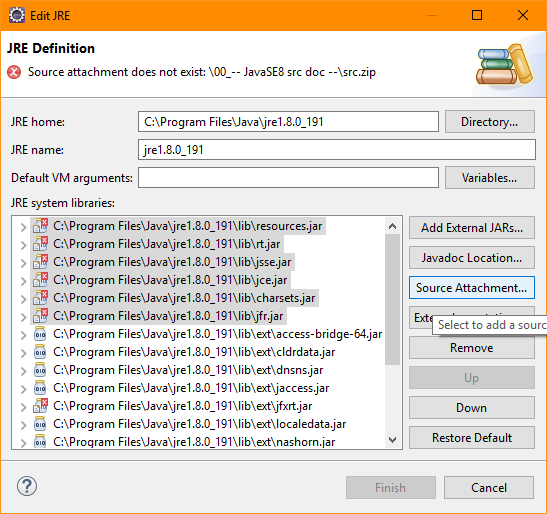 Edit JRE
JRE Definition
Source attachment does not exist: \00_-- JavaSE8 src doc --\src.zip
JRE home:
C:\Program Files\Java\jre1.8.0_191
Directory...
JRE name:
jre1.8.0_191
Default VM arguments:
Variables...
JRE system libraries:
C:\Program Files\Java\jre1.8.0_191\lib\resources.jar
Add External JARs...
C:\Program Files\Java\jre1.8.0_191\lib\rt.jar
C:\Program Files\Java\jre1.8.0_191\lib\jsse.jar
Javadoc Location...
C:\Program Files\Java\jre1.8.0_191\lib\jce.jar
Source Attachment...
C:\Program Files\Java\jre1.8.0_191\lib\charsets.jar
C:\Program Files\Java\jre1.8.0_191\lib\jfr.jar
Select to add a sourc
C:\Program Files\Java\jre1.8.0_191\lib\ext\access-bridge-64.jar
C:\Program Files\Java\jre1.8.0_191\lib\ext\cldrdata.jar
Remove
C:\Program Files\Java\jre1.8.0_191\lib\ext\dnsns.jar
Up
C:\Program Files\Java\jre1.8.0_191\lib\ext\jaccess.jar
C:\Program Files\Java\jre1.8.0_191\lib\ext\jfxrt.jar
Down
C:\Program Files\Java\jre1.8.0_191\lib\ext\localedata.jar
C:\Program Files\Java\jre1.8.0_191\lib\ext\nashorn.jar
Restore Default
?
Finish
Cancel